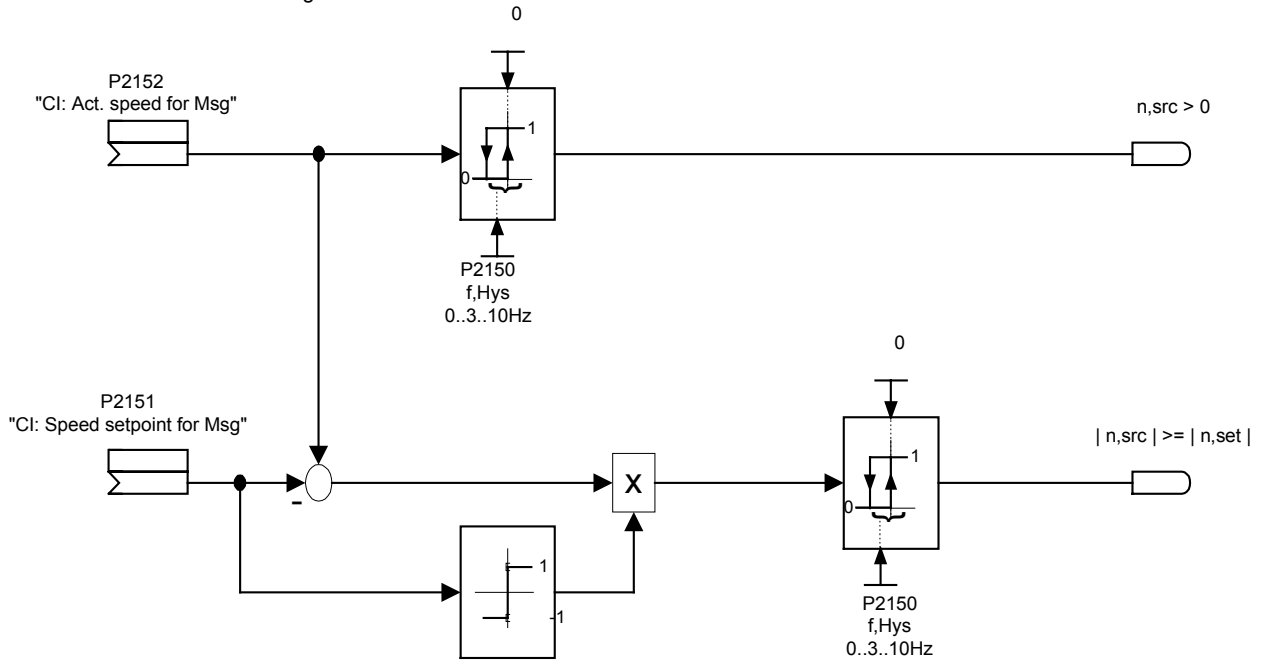 0
P2152
"CI: Act. speed for Msg"
n,src > 0
1
0
P2150
f,Hys
0..3..10Hz
0
P2151
"CI: Speed setpoint for Msg"
| n,src | >= | n,set |
1
-
X
0
1
-1
P2150
f,Hys
0..3..10Hz